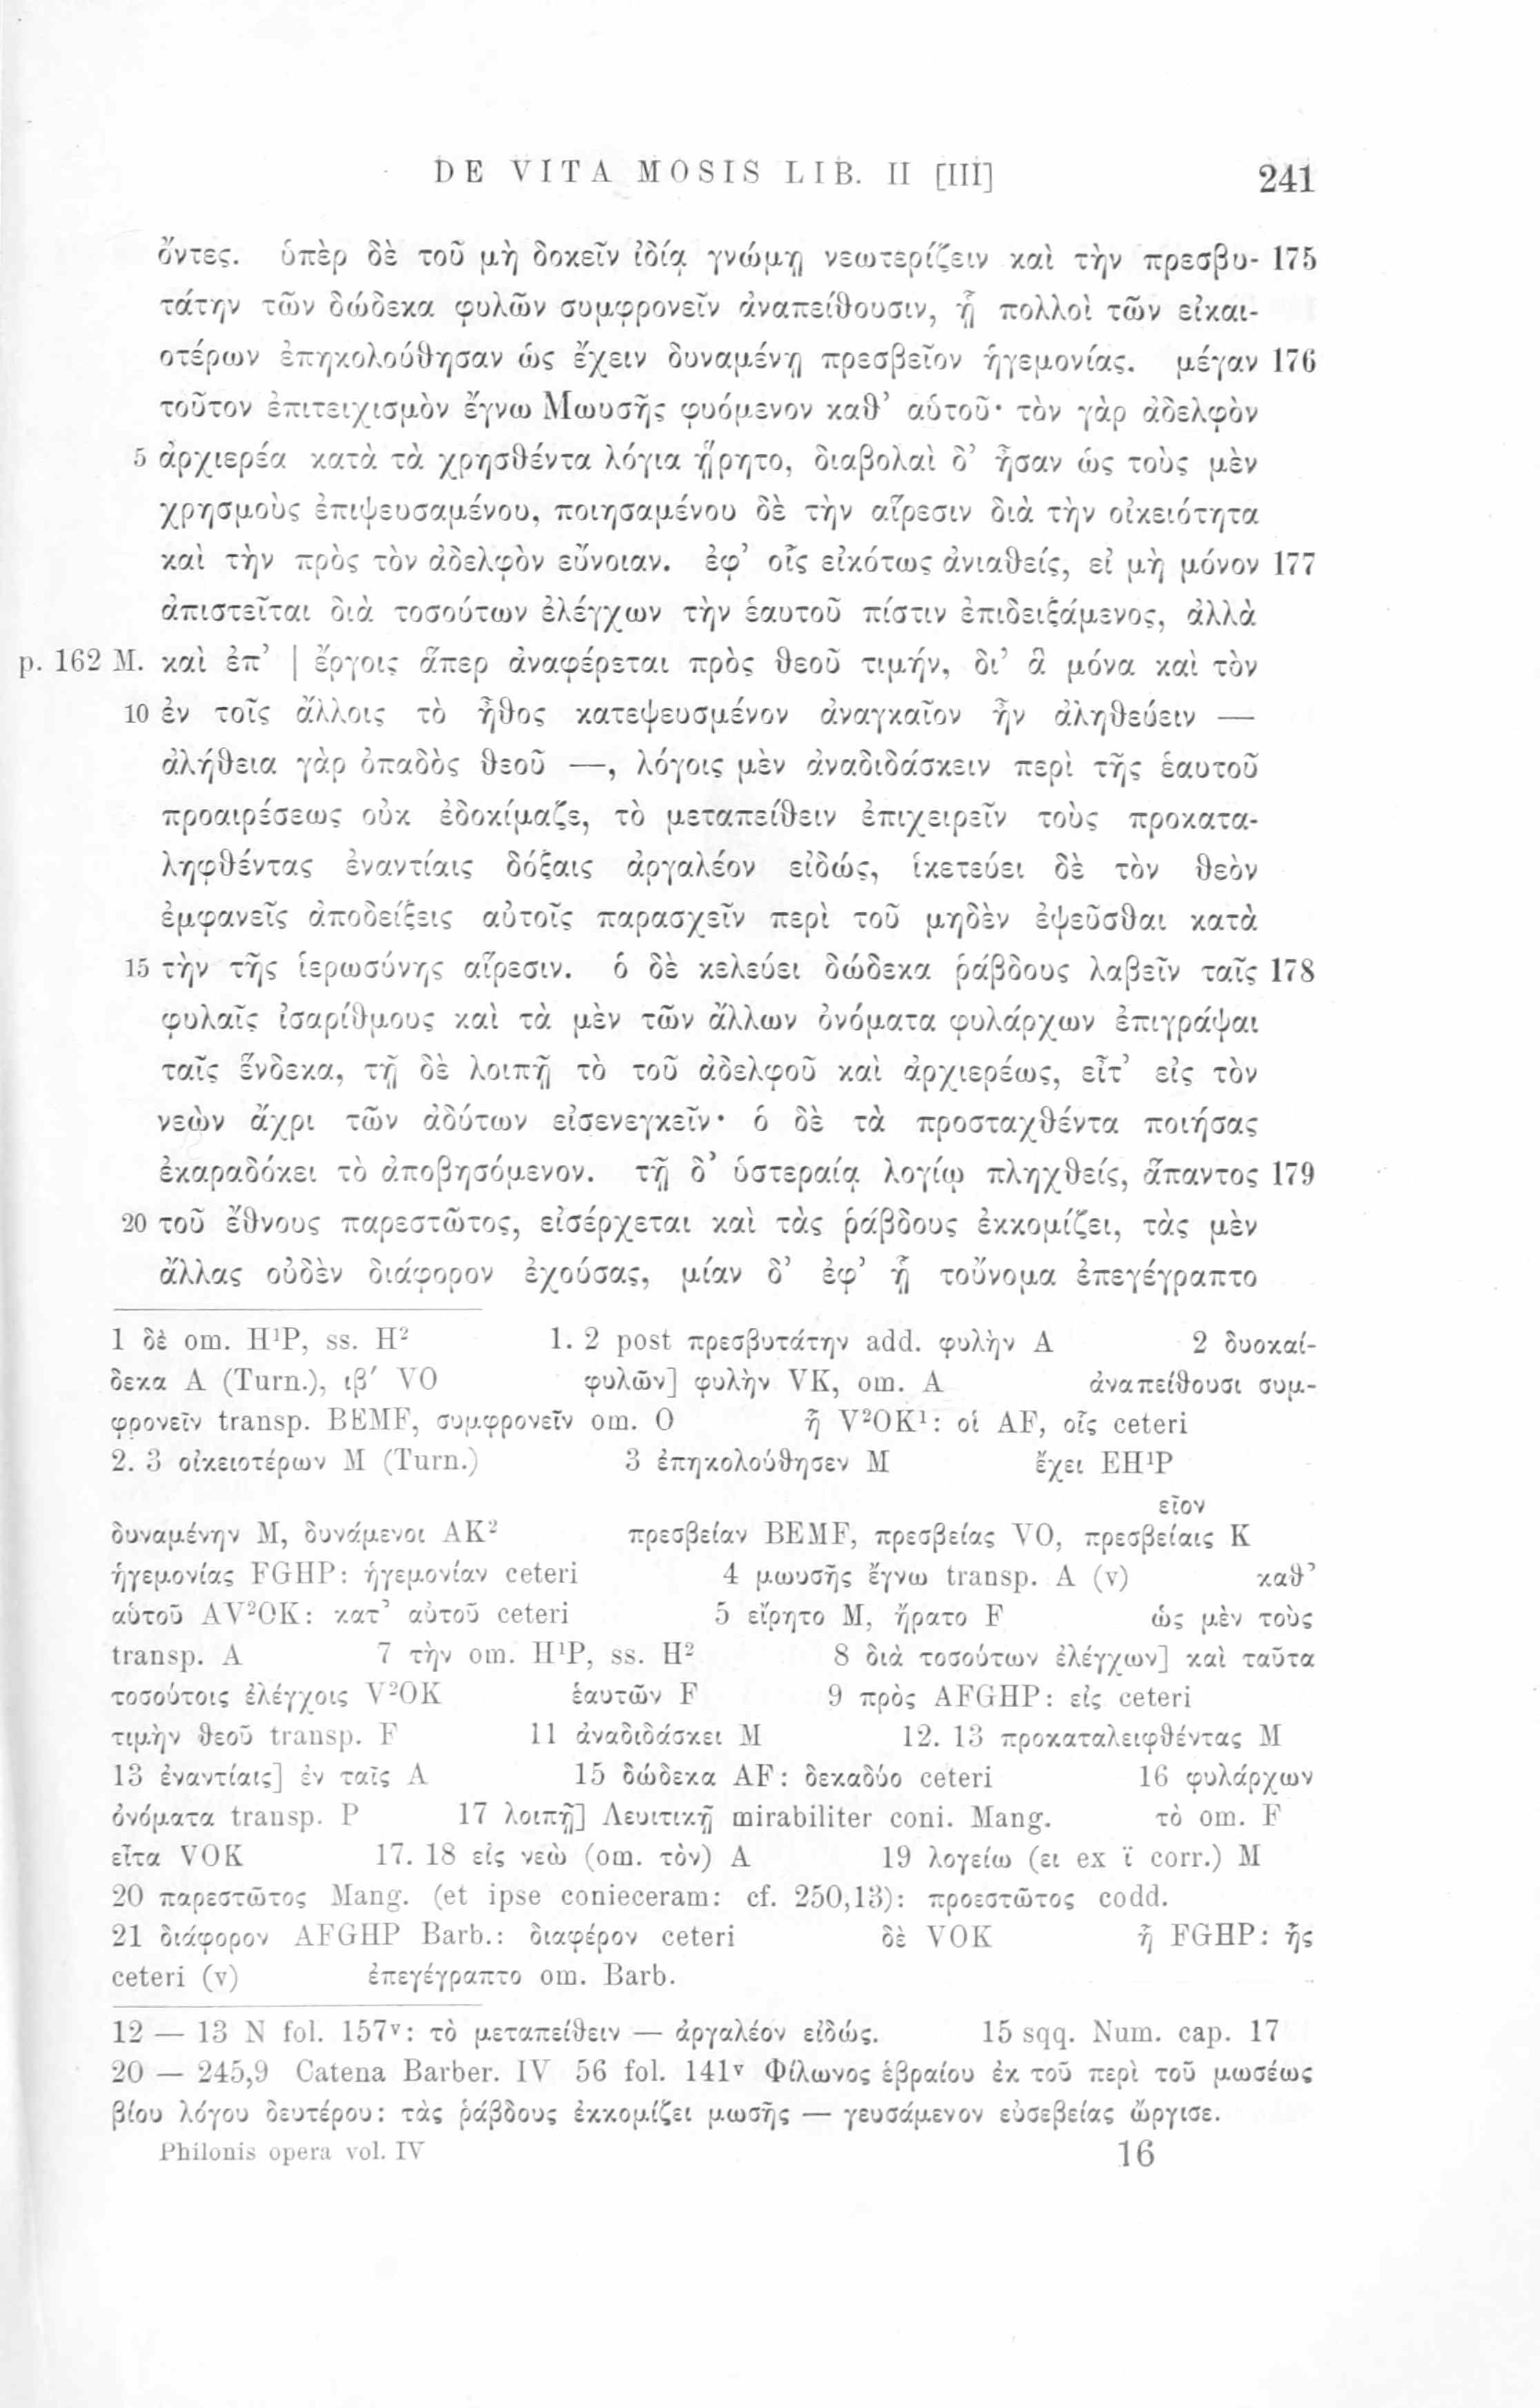 DE VITA MOSIS LIB. II [III] 241
ὄντες. ὑπὲρ δὲ τοῦ μὴ δοκεῖν ἰδίᾳ γνώμῃ νεωτερίζειν καὶ τὴν πρεσβυ- 175
τάτην τῶν δώδεκα φυλῶν συμφρονεῖν ἀναπείθουσιν, ᾗ πολλοὶ τῶν εἰκαι-
οτέρων ἐπηκολούθησαν ὡς ἔχειν δυναμένῃ πρεσβεῖον ἡγεμονίας. μέγαν 176
τοῦτον ἐπιτειχισμὸν ἔγνω Μωυσῆς φυόμενον καθ’ αὑτοῦ· τὸν γὰρ ἀδελφὸν
5 ἀρχιερέα κατὰ τὰ χρησθέντα λόγια ᾕρητο, διαβολαὶ δ’ ἦσαν ὡς τοὺς μὲν
χρησμοὺς ἐπιψευσαμένου, ποιησαμένου δὲ τὴν αἵρεσιν διὰ τὴν οἰκειότητα
καὶ τὴν πρὸς τὸν ἀδελφὸν εὔνοιαν. ἐφ’ οἷς εἰκότως ἀνιαθείς, εἰ μὴ μόνον 177
ἀπιστεῖται διὰ τοσούτων ἐλέγχων τὴν ἑαυτοῦ πίστιν ἐπιδειξάμενος, ἀλλὰ
p. 162 M. καὶ ἐπ’ | ἔργοις ἅπερ ἀναφέρεται πρὸς θεοῦ τιμήν, δι’ ἃ μόνα καὶ τὸν
10 ἐν τοῖς ἄλλοις τὸ ἦθος κατεψευσμένον ἀναγκαῖον ἦν ἀληθεύειν —
ἀλήθεια γὰρ ὀπαδὸς θεοῦ —, λόγοις μὲν ἀναδιδάσκειν περὶ τῆς ἑαυτοῦ
προαιρέσεως οὐκ ἐδοκίμαζε, τὸ μεταπείθειν ἐπιχειρεῖν τοὺς προκατα-
ληφθέντας ἐναντίαις δόξαις ἀργαλέον εἰδώς, ἱκετεύει δὲ τὸν θεὸν
ἐμφανεῖς ἀποδείξεις αὐτοῖς παρασχεῖν περὶ τοῦ μηδὲν ἐψεῦσθαι κατὰ
15 τὴν τῆς ἱερωσύνης αἵρεσιν. ὁ δὲ κελεύει δώδεκα ῥάβδους λαβεῖν ταῖς 178
φυλαῖς ἰσαρίθμους καὶ τὰ μὲν τῶν ἄλλων ὀνόματα φυλάρχων ἐπιγράψαι
ταῖς ἕνδεκα, τῇ δὲ λοιπῇ τὸ τοῦ ἀδελφοῦ καὶ ἀρχιερέως, εἶτ’ εἰς τὸν
νεὼν ἄχρι τῶν ἀδύτων εἰσενεγκεῖν· ὁ δὲ τὰ προσταχθέντα ποιήσας
ἐκαραδόκει τὸ ἀποβησόμενον. τῇ δ’ ὑστεραίᾳ λογίῳ πληχθείς, ἅπαντος 179
20 τοῦ ἔθνους παρεστῶτος, εἰσέρχεται καὶ τὰς ῥάβδους ἐκκομίζει, τὰς μὲν
ἄλλας οὐδὲν διάφορον ἐχούσας, μίαν δ’ ἐφ’ ᾗ τοὔνομα ἐπεγέγραπτο
1 δὲ om. H¹P, ss. H² 1. 2 post πρεσβυτάτην add. φυλὴν A 2 δυοκαί-
δεκα A (Turn.), ιβ′ VO φυλῶν] φυλὴν VK, om. A ἀναπείθουσι συμ-
φρονεῖν transp. BEMF, συμφρονεῖν om. O ᾗ V²OK¹: οἱ AF, οἷς ceteri
2. 3 οἰκειοτέρων M (Turn.) 3 ἐπηκολούθησεν M ἔχει EH¹P
εῖον
δυναμένην M, δυνάμενοι AK² πρεσβείαν BEMF, πρεσβείας VO, πρεσβείαις K
ἡγεμονίας FGHP: ἡγεμονίαν ceteri 4 μωυσῆς ἔγνω transp. A (v) καθ’
αὑτοῦ AV²OK: κατ’ αὐτοῦ ceteri 5 εἴρητο M, ἤρατο F ὡς μὲν τοὺς
transp. A 7 τὴν om. H¹P, ss. H² 8 διὰ τοσούτων ἐλέγχων] καὶ ταῦτα
τοσούτοις ἐλέγχοις V²OK ἑαυτῶν F 9 πρὸς AFGHP: εἰς ceteri
τιμὴν θεοῦ transp. F 11 ἀναδιδάσκει M 12. 13 προκαταλειφθέντας M
13 ἐναντίαις] ἐν ταῖς A 15 δώδεκα AF: δεκαδύο ceteri 16 φυλάρχων
ὀνόματα transp. P 17 λοιπῇ] Λευιτικῇ mirabiliter coni. Mang. τὸ om. F
εἶτα VOK 17. 18 εἰς νεὼ (om. τὸν) A 19 λογείω (ει ex ϊ corr.) M
20 παρεστῶτος Mang. (et ipse conieceram: cf. 250,13): προεστῶτος codd.
21 διάφορον AFGHP Barb.: διαφέρον ceteri δὲ VOK ᾗ FGHP: ἧς
ceteri (v) ἐπεγέγραπτο om. Barb.
12 — 13 N fol. 157ᵛ: τὸ μεταπείθειν — ἀργαλέον εἰδώς. 15 sqq. Num. cap. 17
20 — 245,9 Catena Barber. IV 56 fol. 141ᵛ Φίλωνος ἑβραίου ἐκ τοῦ περὶ τοῦ μωσέως
βίου λόγου δευτέρου: τὰς ῥάβδους ἐκκομίζει μωσῆς — γευσάμενον εὐσεβείας ὤργισε.
Philonis opera vol. IV 16